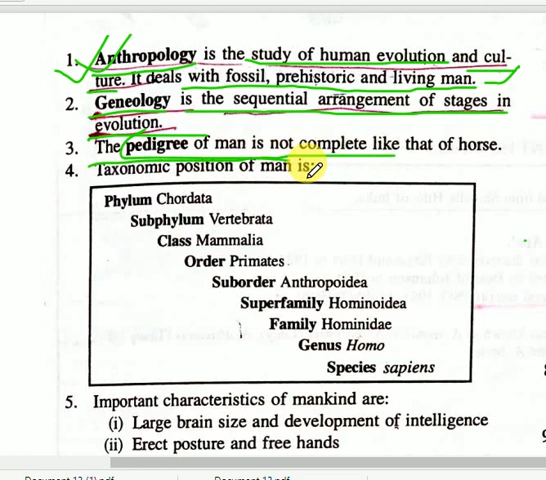 1. Anthropology is the study of human evolution and cul-
ture. It deals with fossil, prehistoric and living man.
2. Geneology is the sequential arrangement of stages in
evolution.
3. The pedigree of man is not complete like that of horse.
4. Taxonomic position of man is:
Phylum Chordata
Subphylum Vertebrata
Class Mammalia
Order Primates
Suborder Anthropoidea
Superfamily Hominoidea
Family Hominidae
Genus Homo
Species sapiens
5. Important characteristics of mankind are:
(i) Large brain size and development of intelligence
(ii) Erect posture and free hands